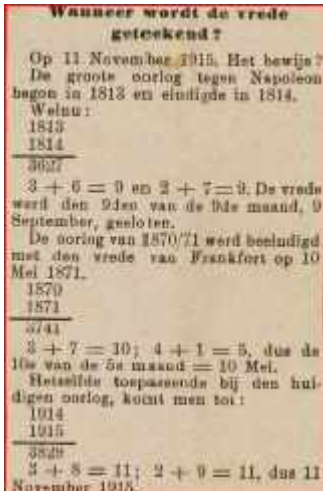 Wanneer wordt de vrede
geteekend?
Op 11 November 1915. Het bewijs?
De groote oorlog tegen Napoleon
begon in 1813 en eindigde in 1814.
Welnu:
1813
1814
3627
3 + 6 = 9 en 2 + 7 = 9. De vrede
werd den 9den van de 9de maand, 9
September, gesloten.
De oorlog van 1870/71 werd beëindigd
met den vrede van Frankfort op 10
Mei 1871.
1870
1871
3741
3 + 7 = 10; 4 + 1 = 5, dus de
10e van de 5e maand = 10 Mei.
Hetzelfde toepassende bij den hui-
digen oorlog, komt men tot:
1914
1915
3829
3 + 8 = 11; 2 + 9 = 11, dus 11
November 1915.